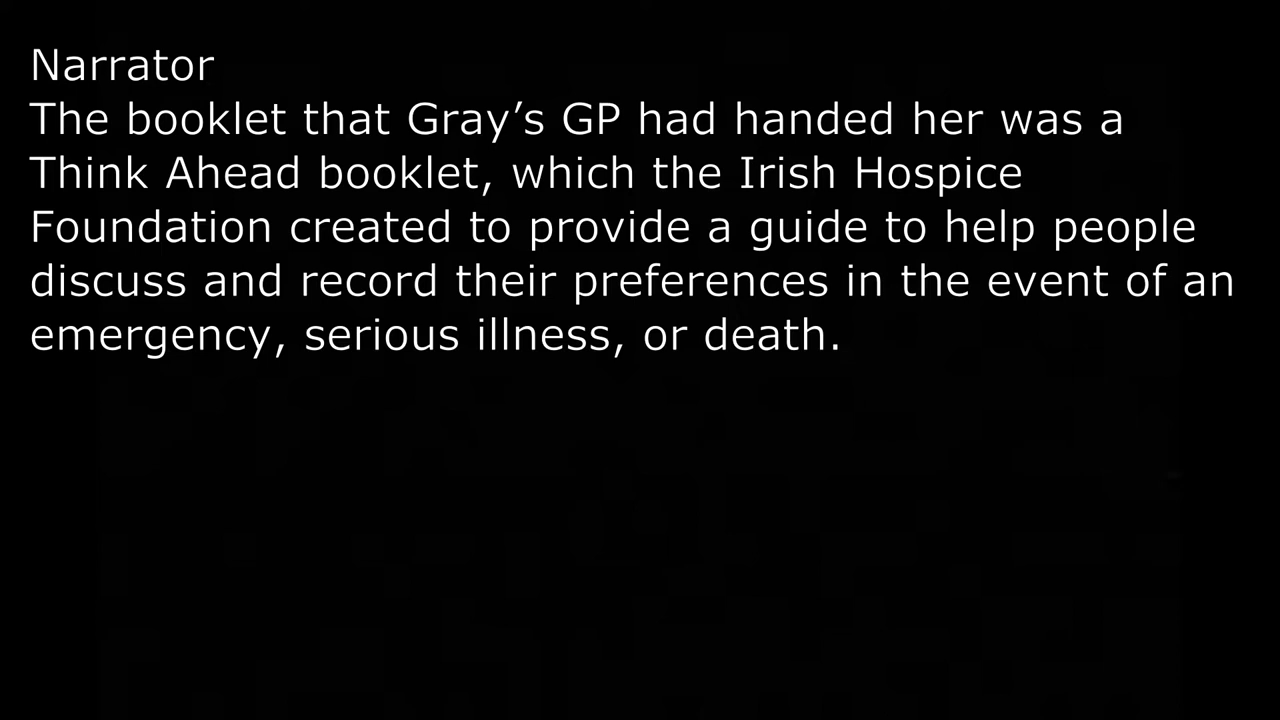 Narrator
The booklet that Gray’s GP had handed her was a
Think Ahead booklet, which the Irish Hospice
Foundation created to provide a guide to help people
discuss and record their preferences in the event of an
emergency, serious illness, or death.